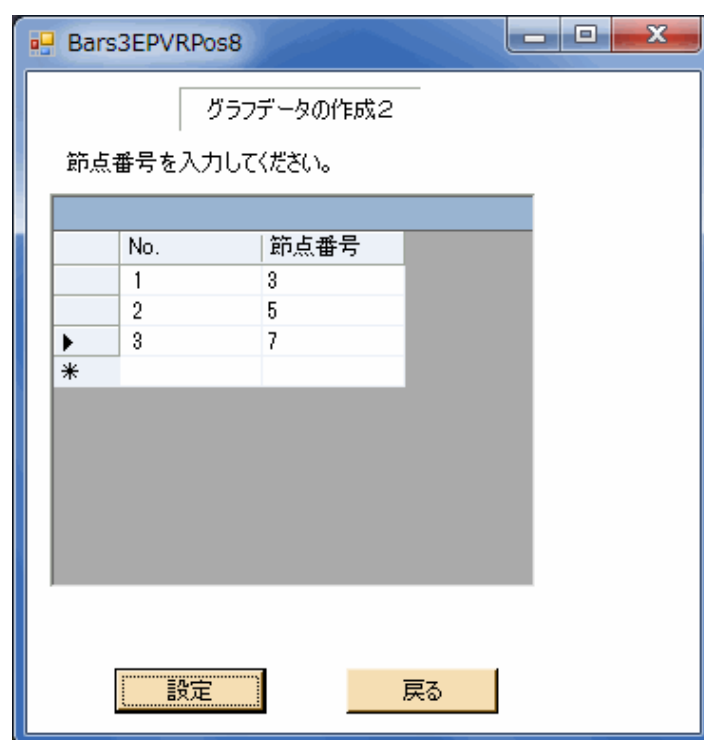 Bars3EPVRPos8
グラフデータの作成2
節点番号を入力してください。
No. 節点番号
1 3
2 5
3 7
設定 戻る